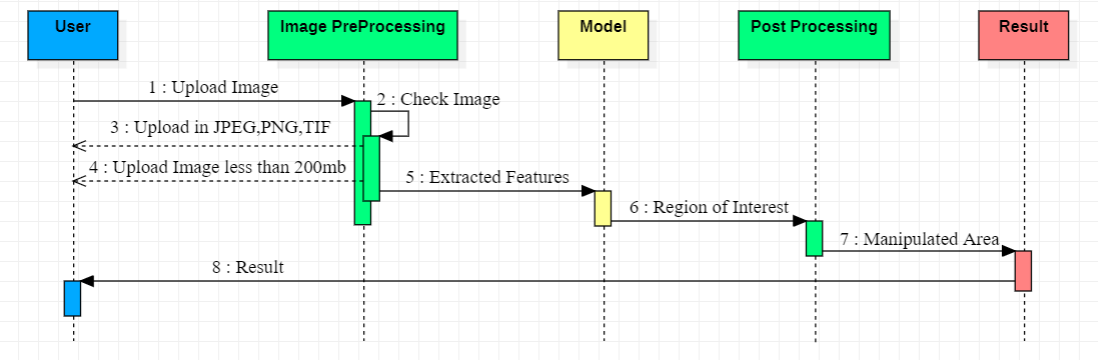 User
Image PreProcessing
Model
Post Processing
Result
1 : Upload Image
2 : Check Image
3 : Upload in JPEG,PNG,TIF
4 : Upload Image less than 200mb
5 : Extracted Features
6 : Region of Interest
7 : Manipulated Area
8 : Result